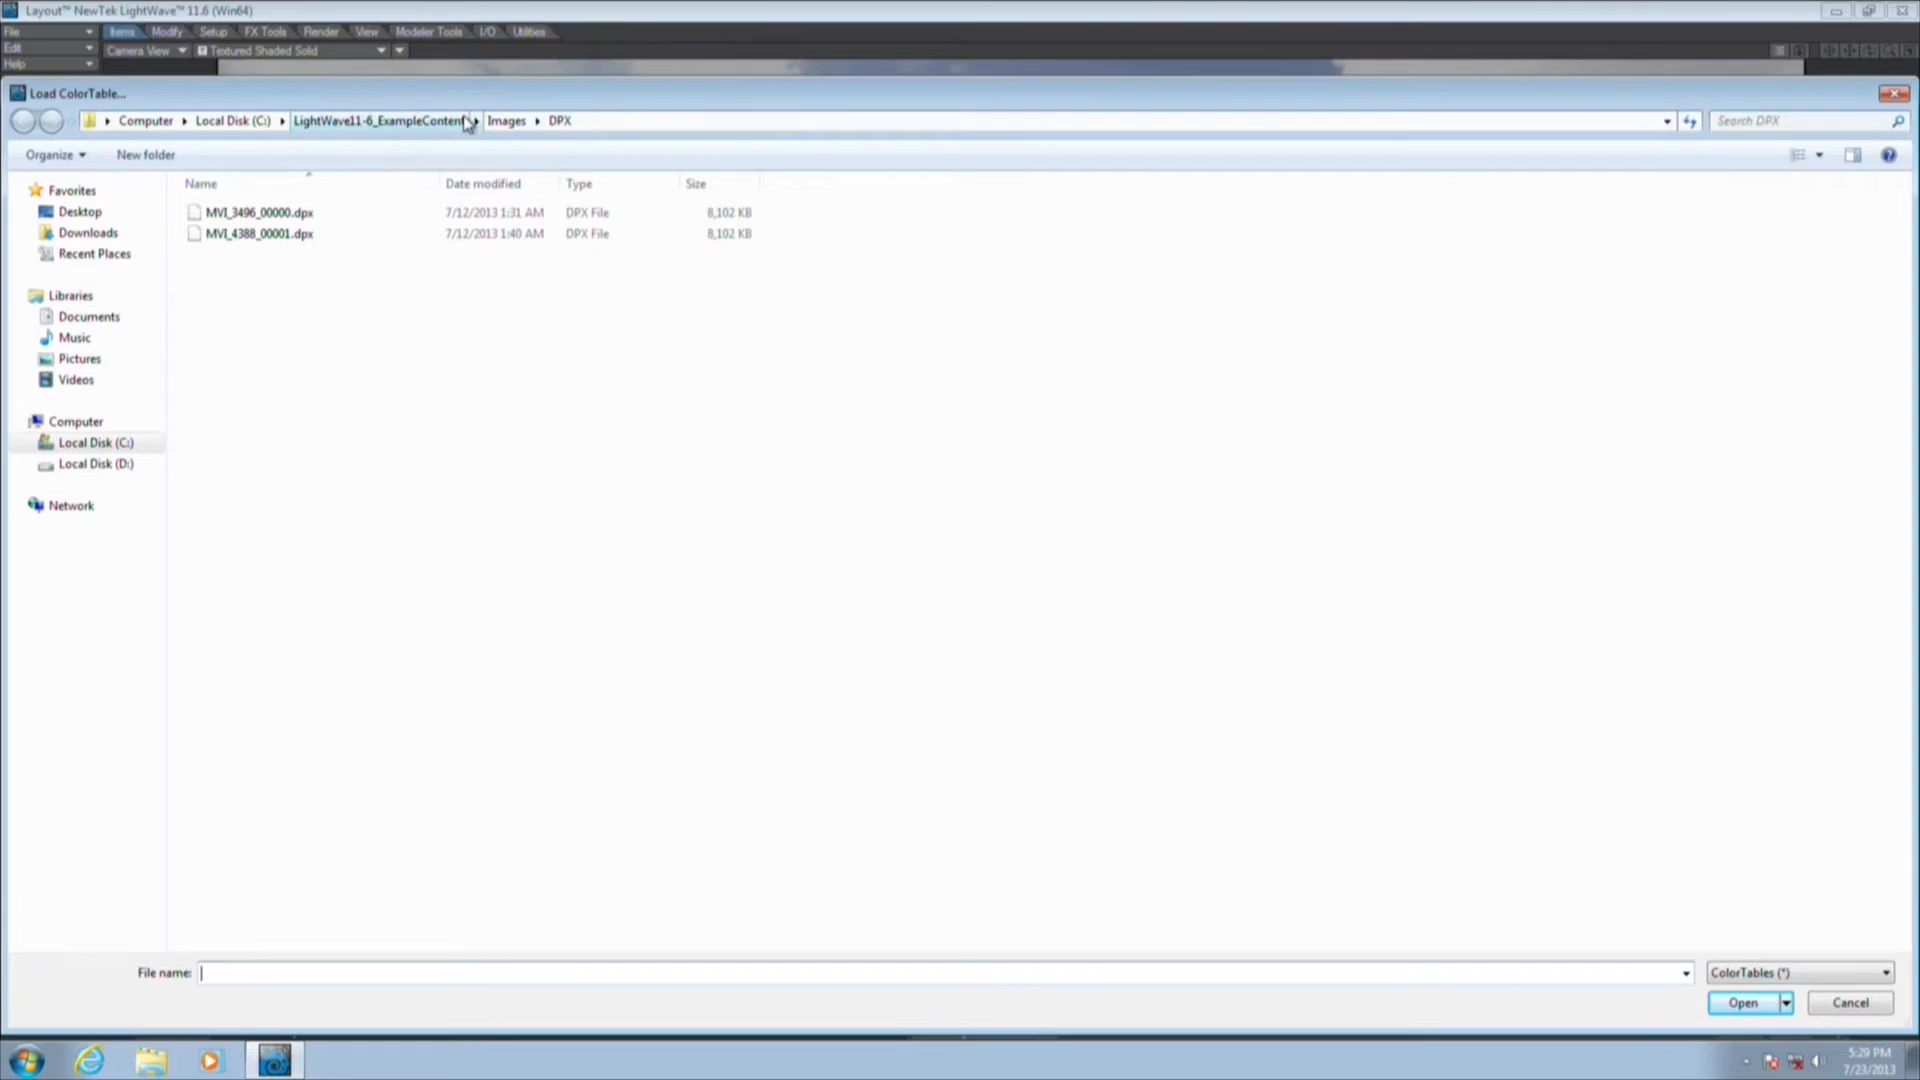 Layout™ NewTek LightWave™ 11.6 (Win64)
File Items Modify Setup FX Tools Render View Modeler Tools I/O Utilities
Edit Camera View Textured Shaded Solid
Help
Load ColorTable...
Computer Local Disk (C:) LightWave11-6_ExampleContent Images DPX Search DPX
Organize New folder
Name Date modified Type Size
Favorites
MVI_3496_00000.dpx 7/12/2013 1:31 AM DPX File 8,102 KB
Desktop
MVI_4388_00001.dpx 7/12/2013 1:40 AM DPX File 8,102 KB
Downloads
Recent Places
Libraries
Documents
Music
Pictures
Videos
Computer
Local Disk (C:)
Local Disk (D:)
Network
File name: ColorTables (*)
Open Cancel
5:29 PM
7/23/2013